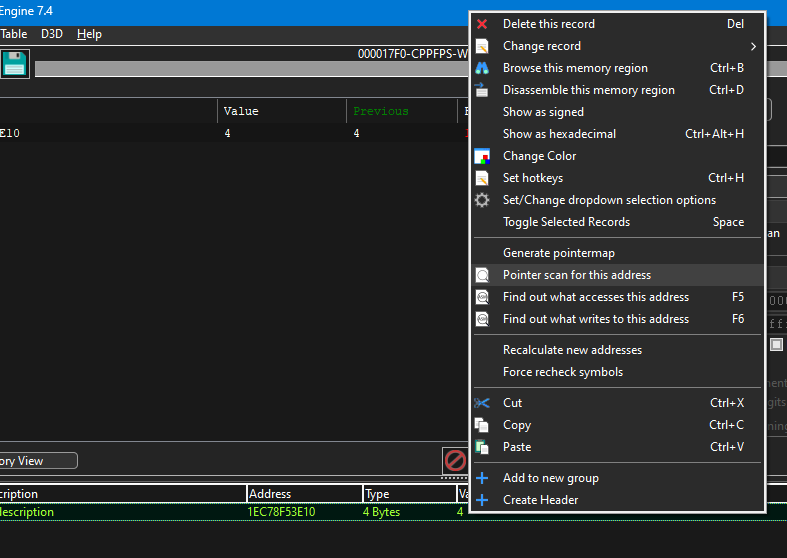 Engine 7.4
Table D3D Help
000017F0-CPPFPS-W
Value Previous
E10 4 4
Delete this record Del
Change record
Browse this memory region Ctrl+B
Disassemble this memory region Ctrl+D
Show as signed
Show as hexadecimal Ctrl+Alt+H
Change Color
Set hotkeys Ctrl+H
Set/Change dropdown selection options
Toggle Selected Records Space
Generate pointermap
Pointer scan for this address
Find out what accesses this address F5
Find out what writes to this address F6
Recalculate new addresses
Force recheck symbols
Cut Ctrl+X
Copy Ctrl+C
Paste Ctrl+V
Add to new group
Create Header
an
ory View
cription Address Type Va
description 1EC78F53E10 4 Bytes 4